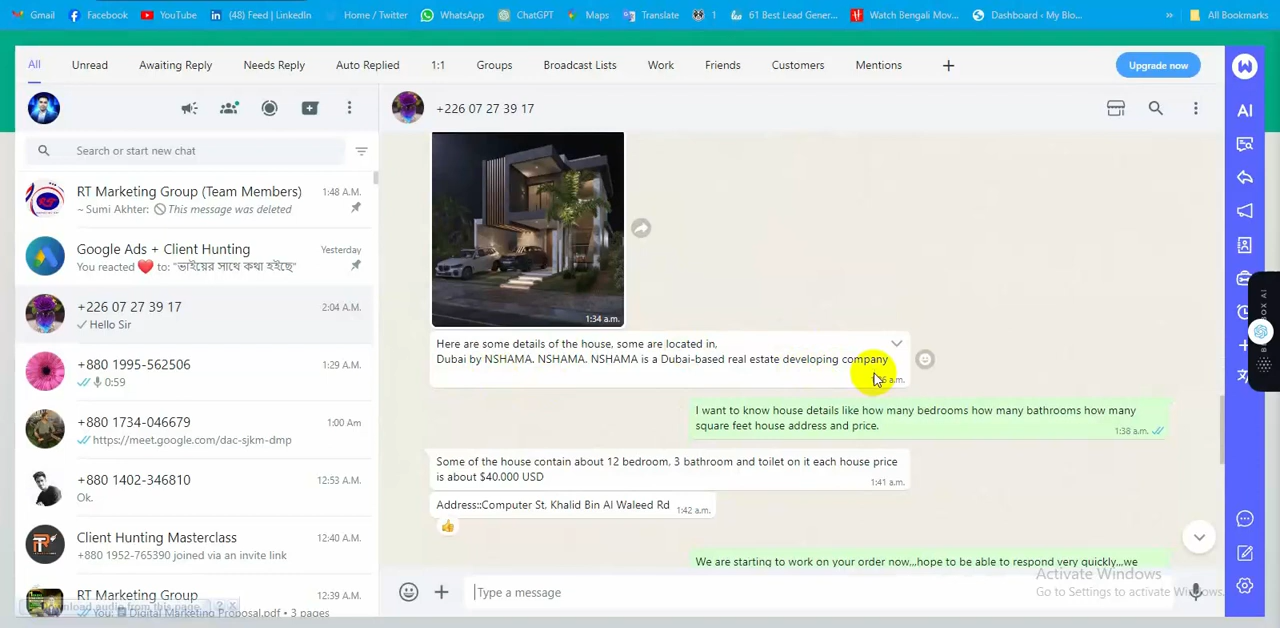 Gmail Facebook YouTube (48) Feed | LinkedIn Home / Twitter WhatsApp ChatGPT Maps Translate 1 61 Best Lead Gener... Watch Bengali Mov... Dashboard ‹ My Blo... » All Bookmarks
All Unread Awaiting Reply Needs Reply Auto Replied 1:1 Groups Broadcast Lists Work Friends Customers Mentions + Upgrade now
+226 07 27 39 17
AI
Search or start new chat
RT Marketing Group (Team Members) 1:48 A.M.
~ Sumi Akhter: This message was deleted
Google Ads + Client Hunting Yesterday
You reacted ❤️ to: "ভাইয়ের সাথে কথা হইছে"
+226 07 27 39 17 2:04 A.M.
Hello Sir
+880 1995-562506 1:29 A.M.
0:59
+880 1734-046679 1:00 Am
https://meet.google.com/dac-sjkm-dmp
+880 1402-346810 12:53 A.M.
Ok.
Client Hunting Masterclass 12:40 A.M.
+880 1952-765390 joined via an invite link
RT Marketing Group 12:39 A.M.
You: Digital Marketing Proposal.pdf • 3 pages
Download audio from this page ? x
1:34 a.m.
Here are some details of the house, some are located in,
Dubai by NSHAMA. NSHAMA. NSHAMA is a Dubai-based real estate developing company
a.m.
I want to know house details like how many bedrooms how many bathrooms how many
square feet house address and price.
1:38 a.m.
Some of the house contain about 12 bedroom, 3 bathroom and toilet on it each house price
is about $40.000 USD
1:41 a.m.
Address::Computer St, Khalid Bin Al Waleed Rd 1:42 a.m.
We are starting to work on your order now,,,hope to be able to respond very quickly,,,we
Type a message
Activate Windows
Go to Settings to activate Windows.